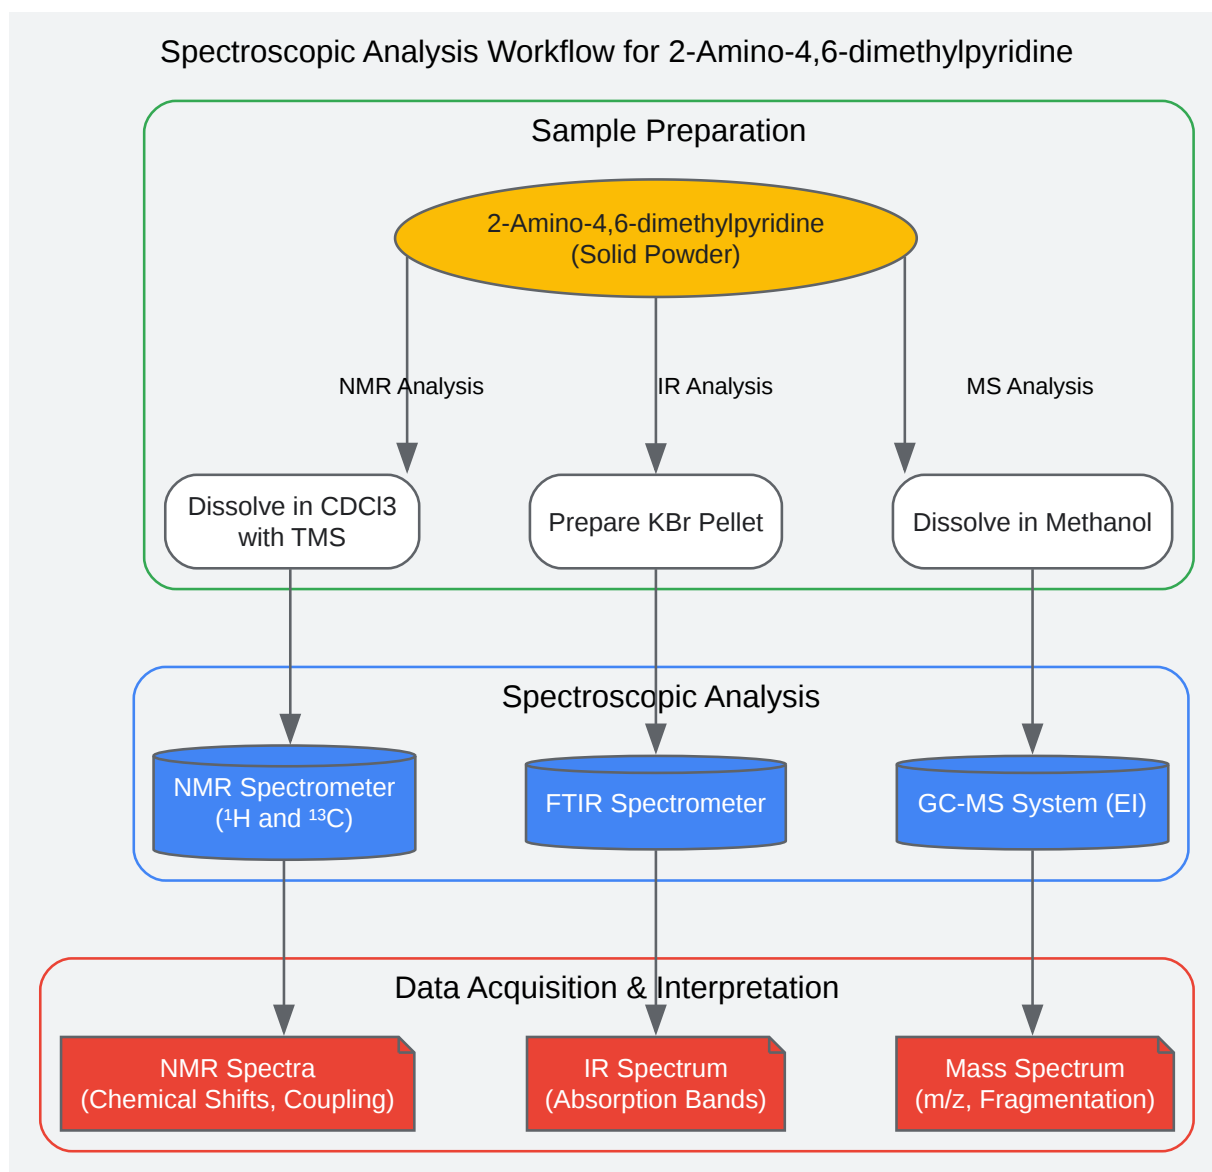 Spectroscopic Analysis Workflow for 2-Amino-4,6-dimethylpyridine
Sample Preparation
2-Amino-4,6-dimethylpyridine
(Solid Powder)
NMR Analysis
IR Analysis
MS Analysis
Dissolve in CDCl3
with TMS
Prepare KBr Pellet
Dissolve in Methanol
Spectroscopic Analysis
NMR Spectrometer
(¹H and ¹³C)
FTIR Spectrometer
GC-MS System (EI)
Data Acquisition & Interpretation
NMR Spectra
(Chemical Shifts, Coupling)
IR Spectrum
(Absorption Bands)
Mass Spectrum
(m/z, Fragmentation)